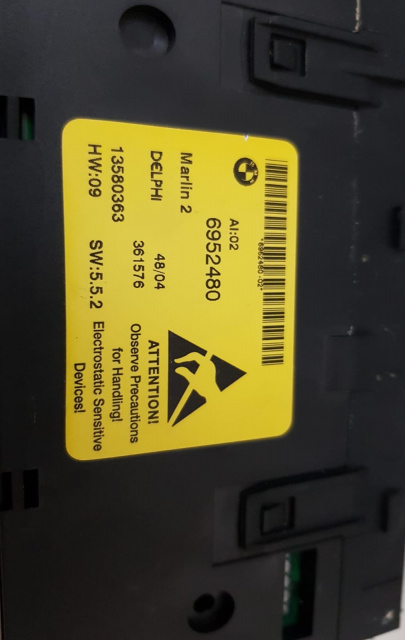 *6952480-02*
AI:02
6952480
Marlin 2
DELPHI 48/04
13580363 361576
HW:09 SW:5.5.2
ATTENTION!
Observe Precautions
for Handling!
Electrostatic Sensitive
Devices!